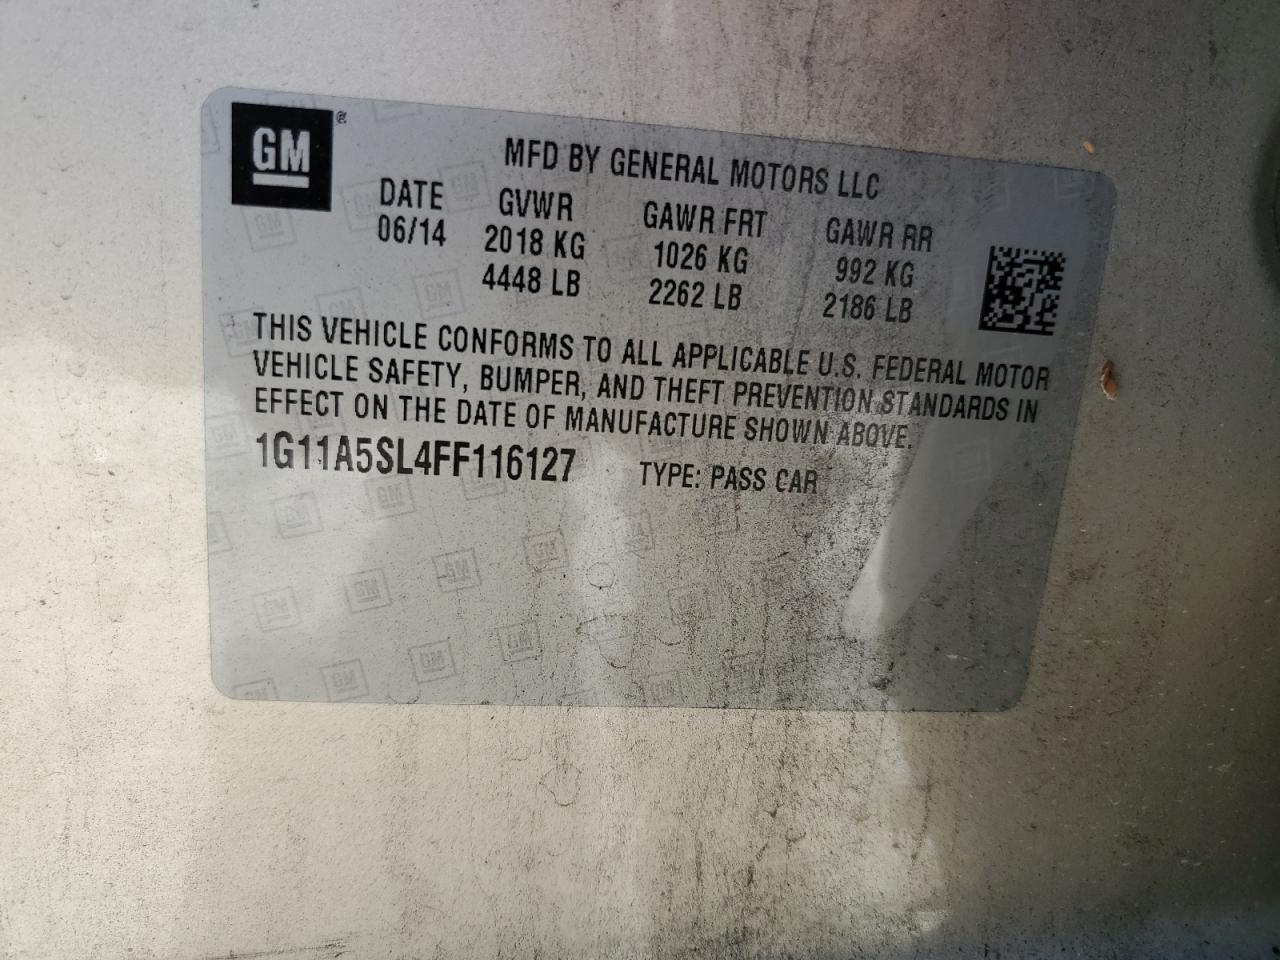 GM ®
MFD BY GENERAL MOTORS LLC
DATE GVWR GAWR FRT GAWR RR
06/14 2018 KG 1026 KG 992 KG
4448 LB 2262 LB 2186 LB
THIS VEHICLE CONFORMS TO ALL APPLICABLE U.S. FEDERAL MOTOR
VEHICLE SAFETY, BUMPER, AND THEFT PREVENTION STANDARDS IN
EFFECT ON THE DATE OF MANUFACTURE SHOWN ABOVE.
1G11A5SL4FF116127 TYPE: PASS CAR